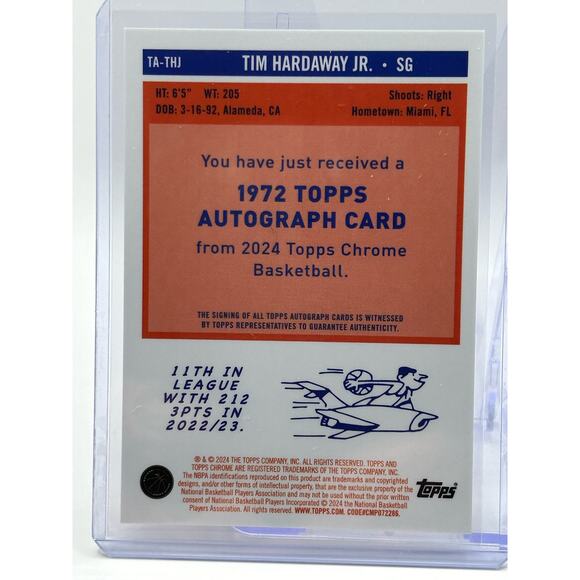 TA-THJ TIM HARDAWAY JR. • SG
HT: 6'5" WT: 205 Shoots: Right
DOB: 3-16-92, Alameda, CA Hometown: Miami, FL
You have just received a
1972 TOPPS
AUTOGRAPH CARD
from 2024 Topps Chrome
Basketball.
THE SIGNING OF ALL TOPPS AUTOGRAPH CARDS IS WITNESSED
BY TOPPS REPRESENTATIVES TO GUARANTEE AUTHENTICITY.
11TH IN
LEAGUE
WITH 212
3PTS IN
2022/23.
® & © 2024 THE TOPPS COMPANY, INC. ALL RIGHTS RESERVED. TOPPS AND
TOPPS CHROME ARE REGISTERED TRADEMARKS OF THE TOPPS COMPANY, INC.
The NBPA identifications reproduced on this product are trademarks and copyrighted
designs, and/or other forms of intellectual property, that are the exclusive property of the
National Basketball Players Association and may not be used without the prior written
consent of National Basketball Players Incorporated © 2024 the National Basketball
Players Association. All rights reserved. WWW.TOPPS.COM. CODE#CMP072286.
Topps